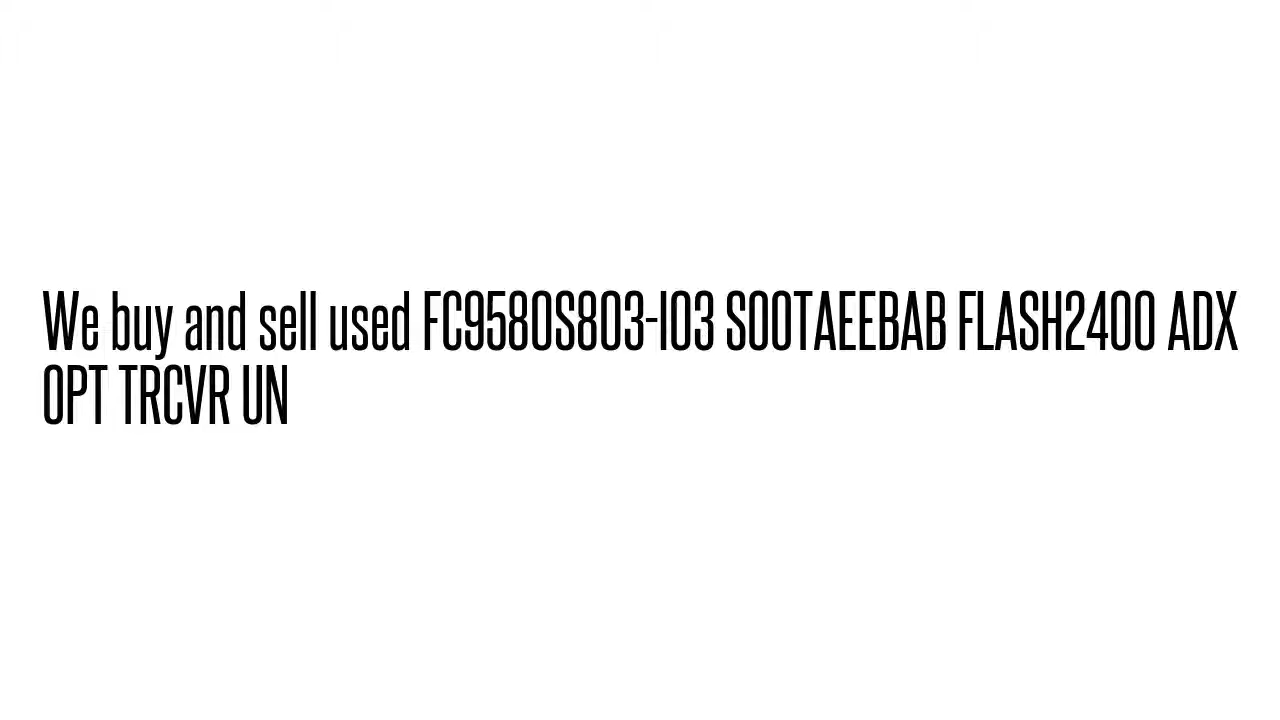 We buy and sell used FC9580S803-I03 S00TAEEBAB FLASH2400 ADX
OPT TRCVR UN